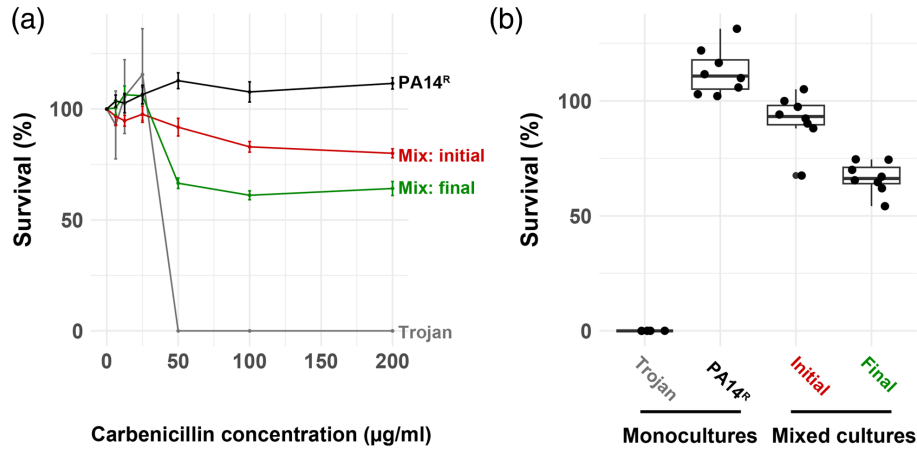 (a)
Survival (%)
100
50
0
PA14ᴿ
Mix: initial
Mix: final
Trojan
0 50 100 150 200
Carbenicillin concentration (µg/ml)
(b)
Survival (%)
100
50
0
Trojan PA14ᴿ Initial Final
Monocultures Mixed cultures